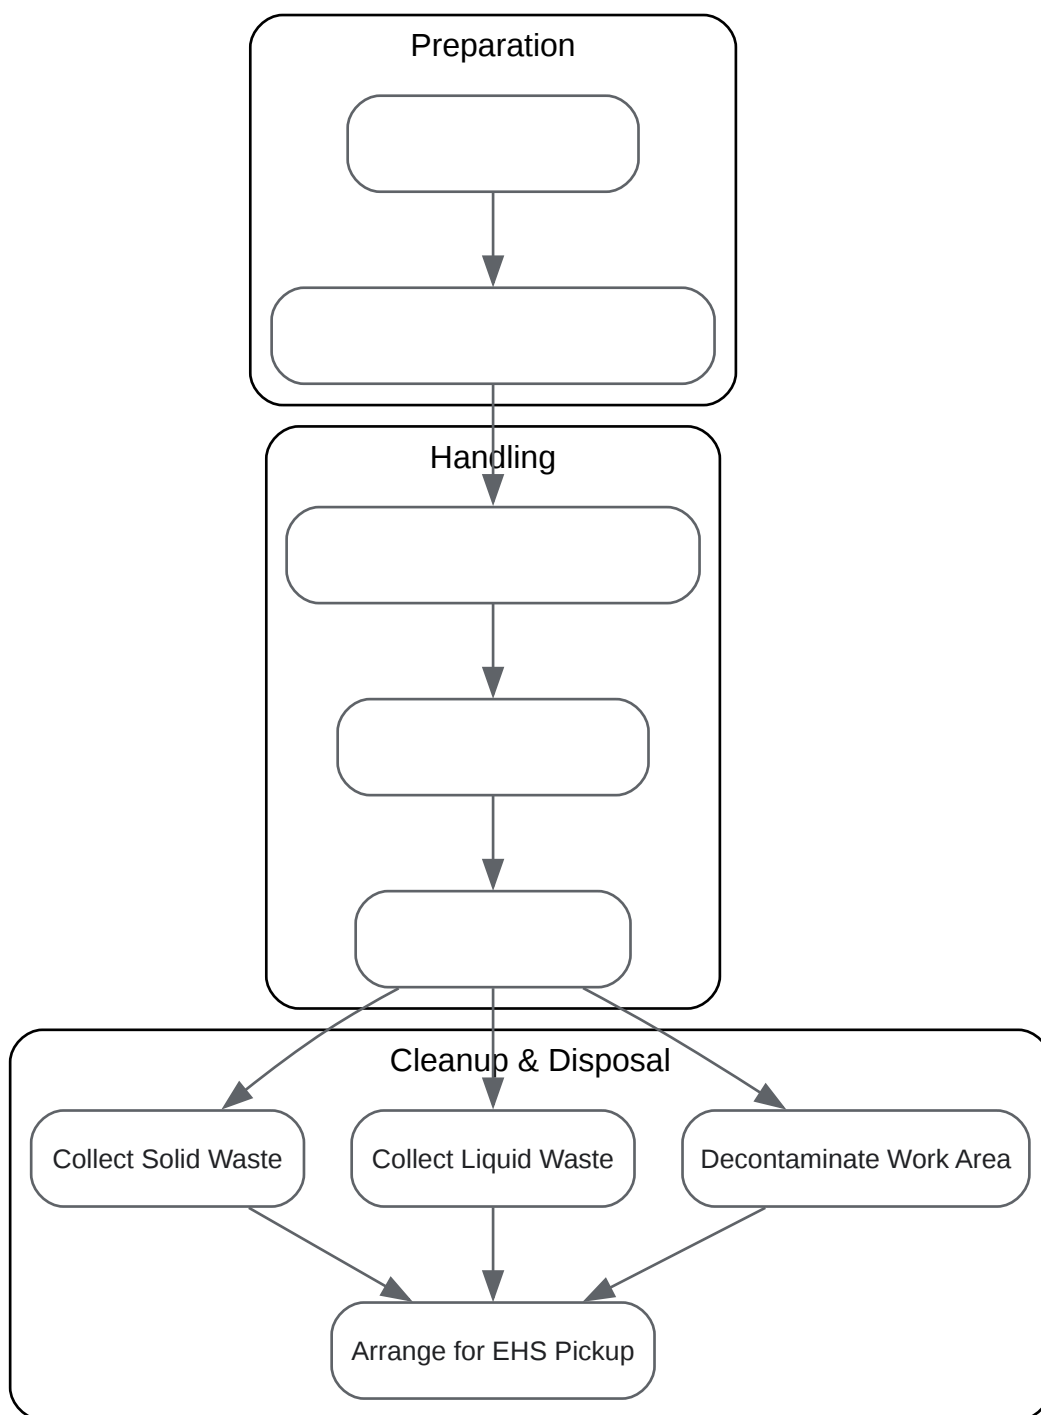 Preparation
Handling
Cleanup & Disposal
Collect Solid Waste
Collect Liquid Waste
Decontaminate Work Area
Arrange for EHS Pickup